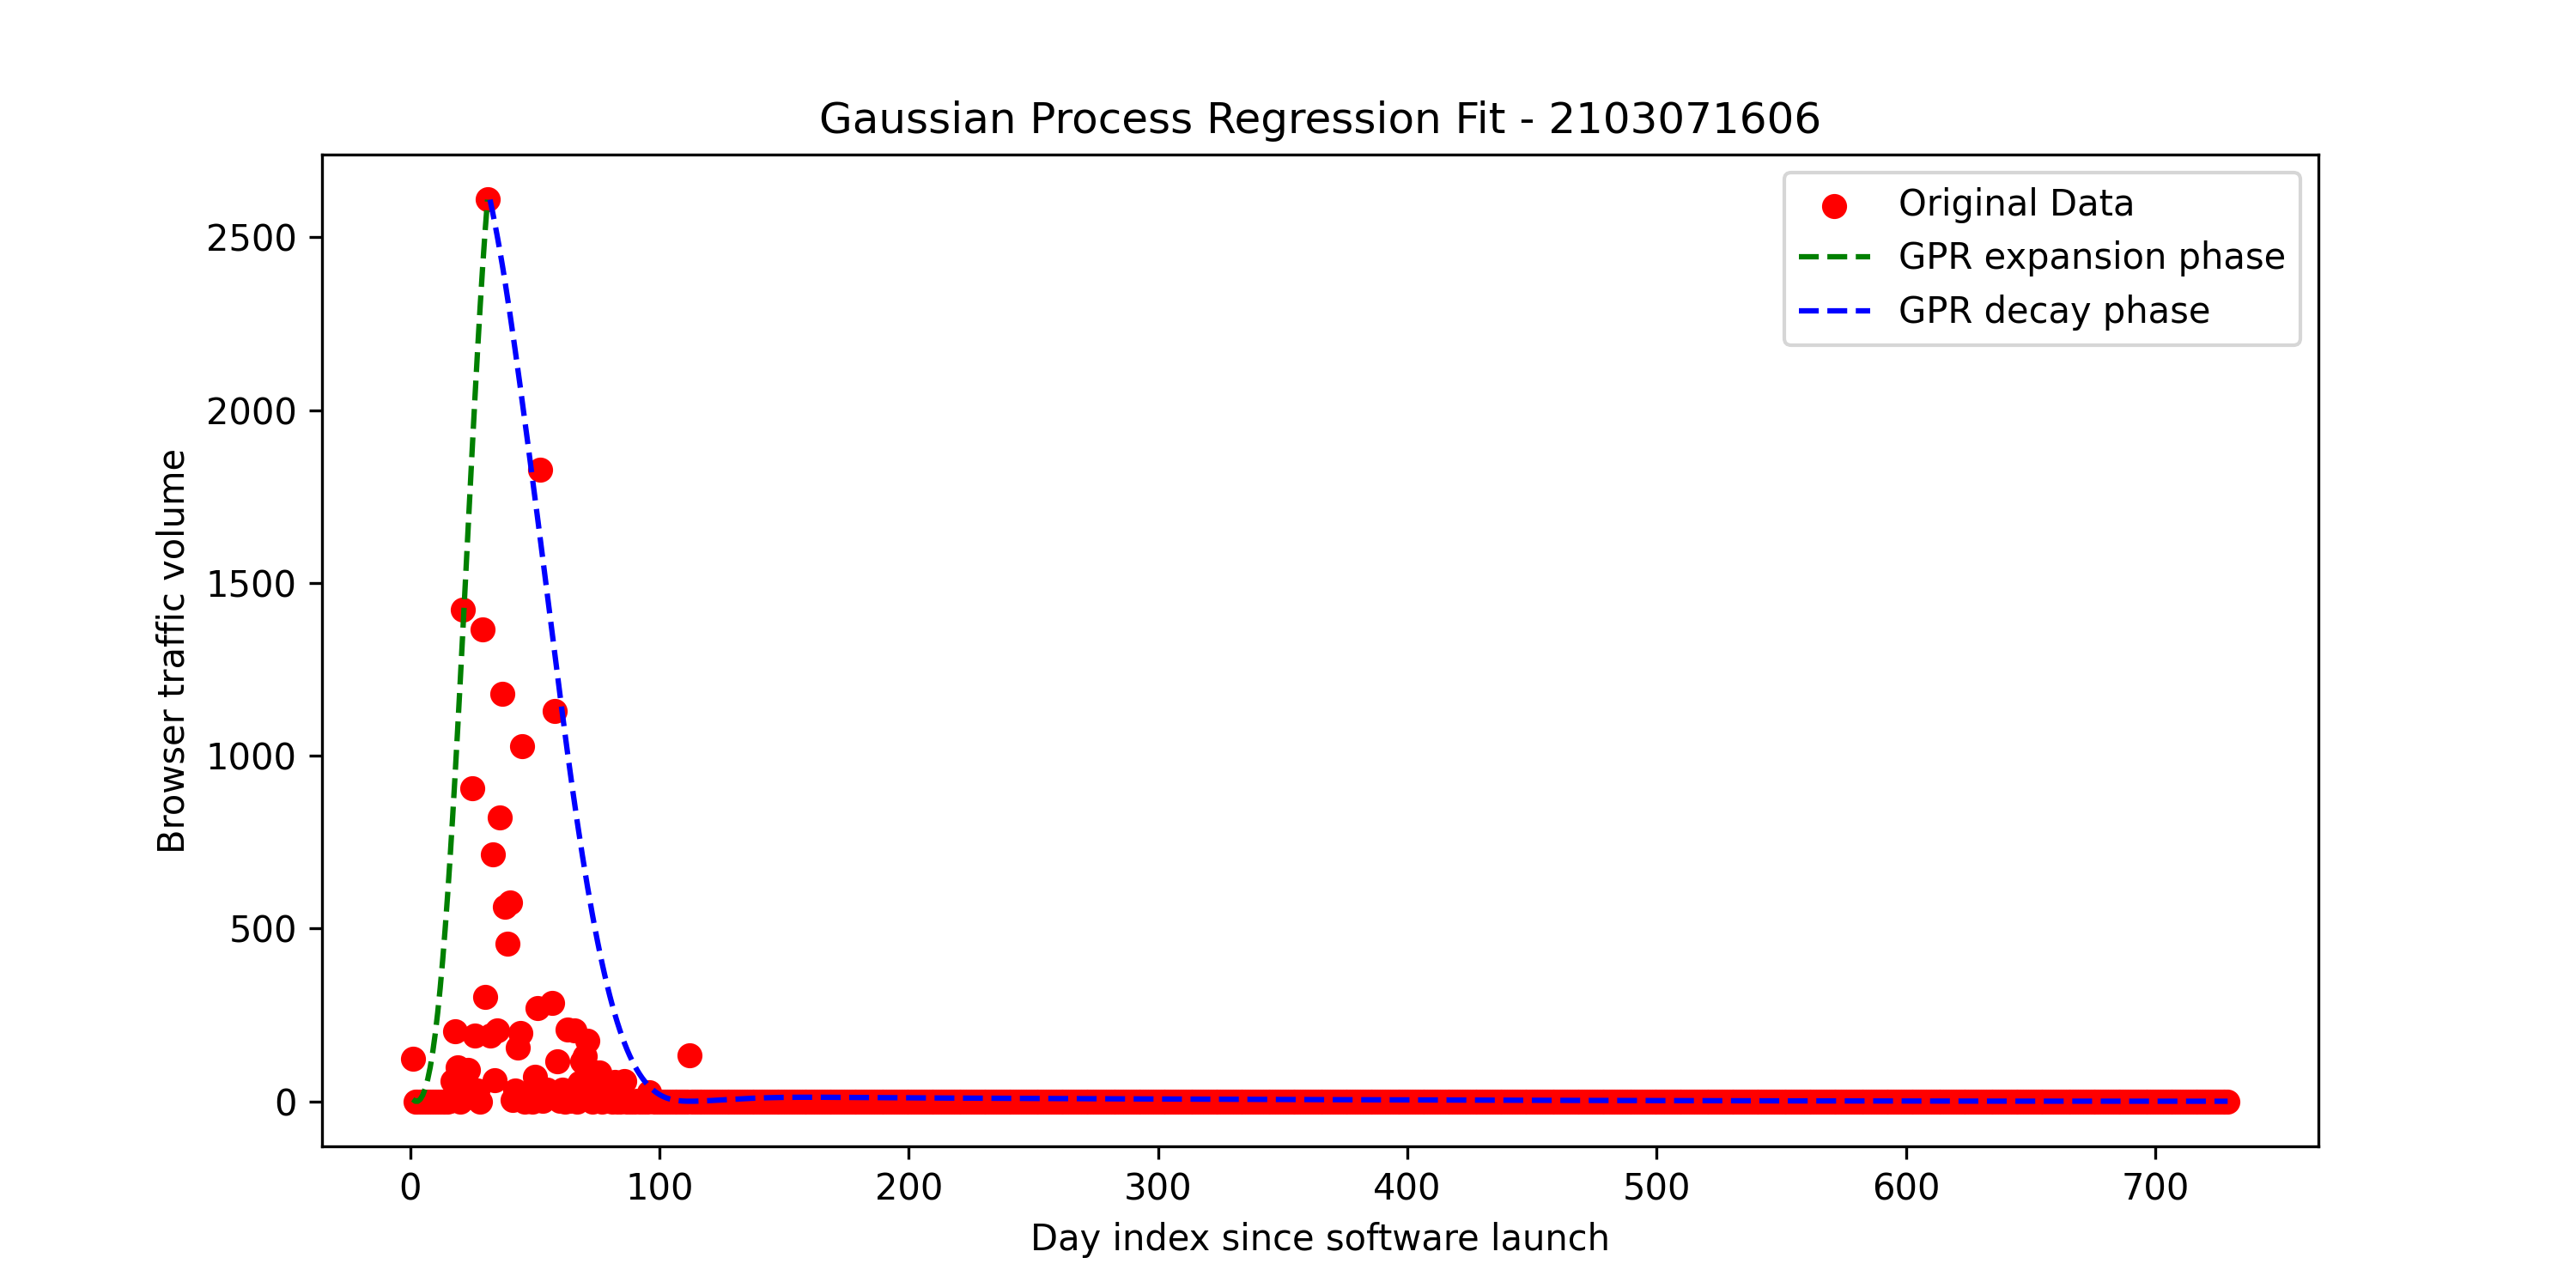 Gaussian Process Regression Fit - 2103071606
Original Data
GPR expansion phase
GPR decay phase
Browser traffic volume
2500
2000
1500
1000
500
0
0 100 200 300 400 500 600 700
Day index since software launch